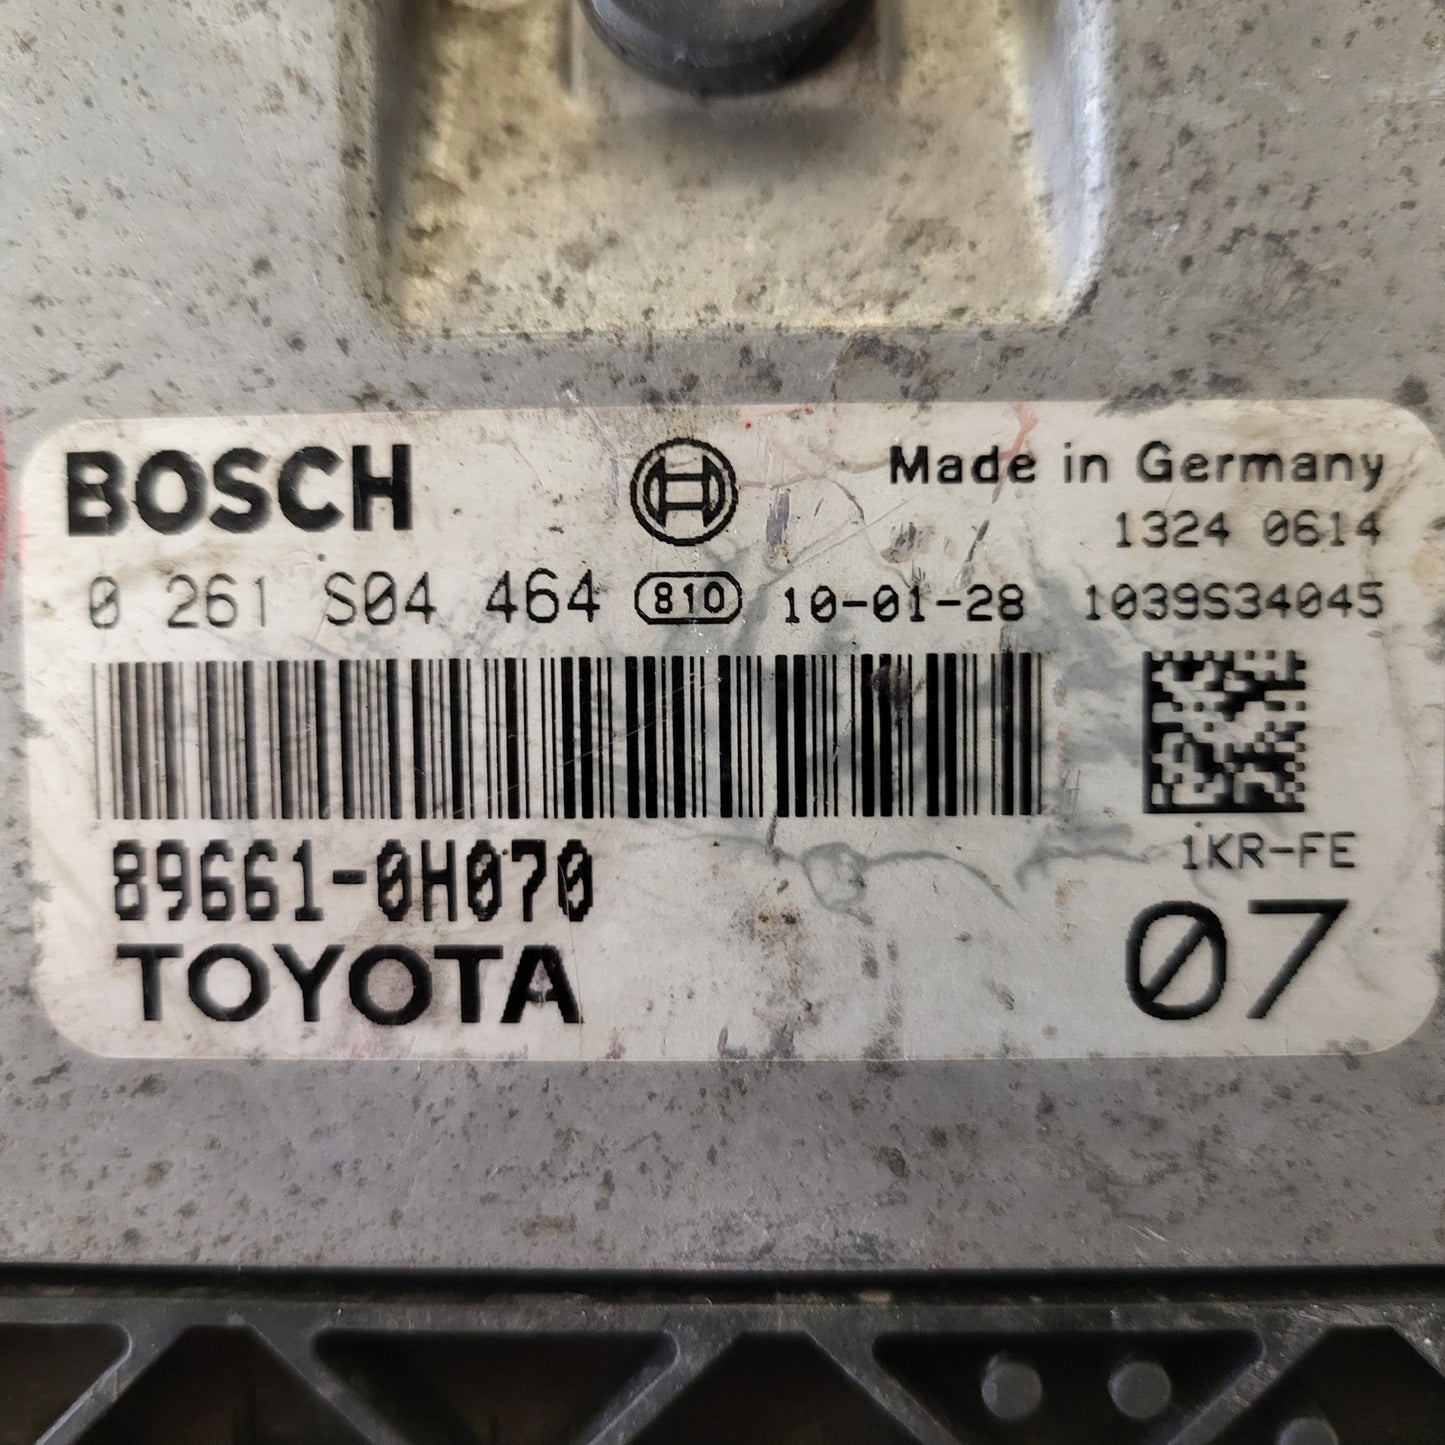 BOSCH
Made in Germany
1324 0614
0 261 S04 464 810 10-01-28 1039S34045
89661-0H070
1KR-FE
TOYOTA
07